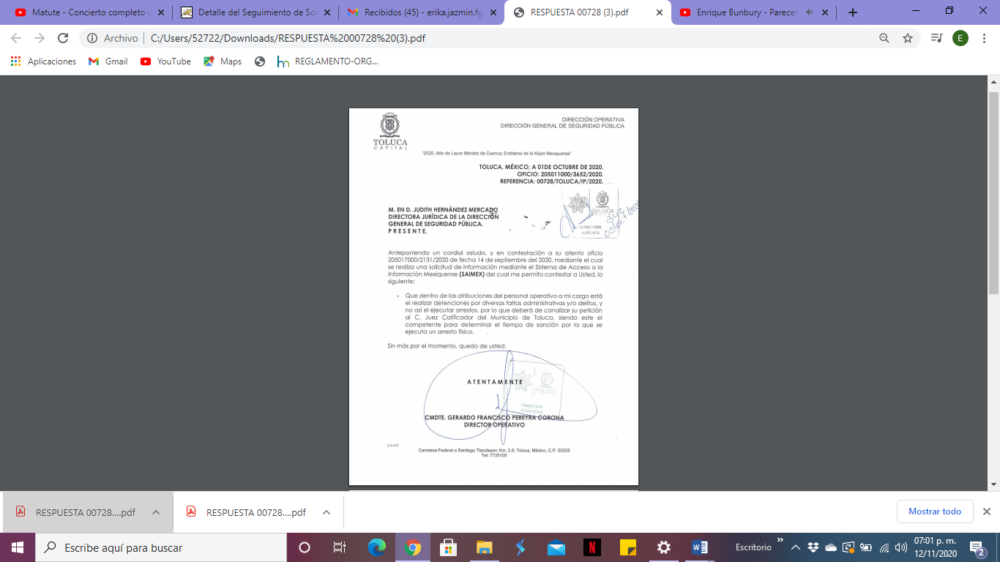 Matute - Concierto completo d
Detalle del Seguimiento de Sol
Recibidos (45) - erika.jazmin.fg
RESPUESTA 00728 (3).pdf
Enrique Bunbury - Parecer
Archivo
C:/Users/52722/Downloads/RESPUESTA%2000728%20(3).pdf
E
Aplicaciones
Gmail
YouTube
Maps
REGLAMENTO-ORG...
TOLUCA
CAPITAL
DIRECCIÓN OPERATIVA
DIRECCIÓN GENERAL DE SEGURIDAD PÚBLICA
"2020. Año de Laura Méndez de Cuenca; Emblema de la Mujer Mexiquense"
TOLUCA, MÉXICO; A 01DE OCTUBRE DE 2020.
OFICIO: 205011000/3652/2020.
REFERENCIA: 00728/TOLUCA/IP/2020.
TOLUCA
DIRECCIÓN
JURÍDICA
M. EN D. JUDITH HERNÁNDEZ MERCADO
DIRECTORA JURÍDICA DE LA DIRECCIÓN
GENERAL DE SEGURIDAD PÚBLICA.
P R E S E N T E.
Anteponiendo un cordial saludo, y en contestación a su atento oficio
205017000/2131/2020 de fecha 14 de septiembre del 2020, mediante el cual
se realiza una solicitud de información mediante el Sistema de Acceso a la
Información Mexiquense (SAIMEX) del cual me permito contestar a Usted, lo
siguiente:
- Que dentro de las atribuciones del personal operativo a mi cargo está
el realizar detenciones por diversas faltas administrativas y/o delitos, y
no así el ejecutar arrestos, por lo que deberá de canalizar su petición
al C. Juez Calificador del Municipio de Toluca, siendo este el
competente para determinar el tiempo de sanción por la que se
ejecuta un arresto físico.
Sin más por el momento, quedo de usted.
A T E N T A M E N T E
TOLUCA
DIRECCIÓN
OPERATIVA
CMDTE. GERARDO FRANCISCO PEREYRA CORONA
DIRECTOR OPERATIVO
L.H.H.P.
Carretera Federal a Santiago Tlacotepec Km. 2.5; Toluca, México, C.P. 50255
Tel: 7735100
RESPUESTA 00728....pdf
RESPUESTA 00728....pdf
Mostrar todo
Escribe aquí para buscar
N
W
Escritorio
07:01 p. m.
12/11/2020
2